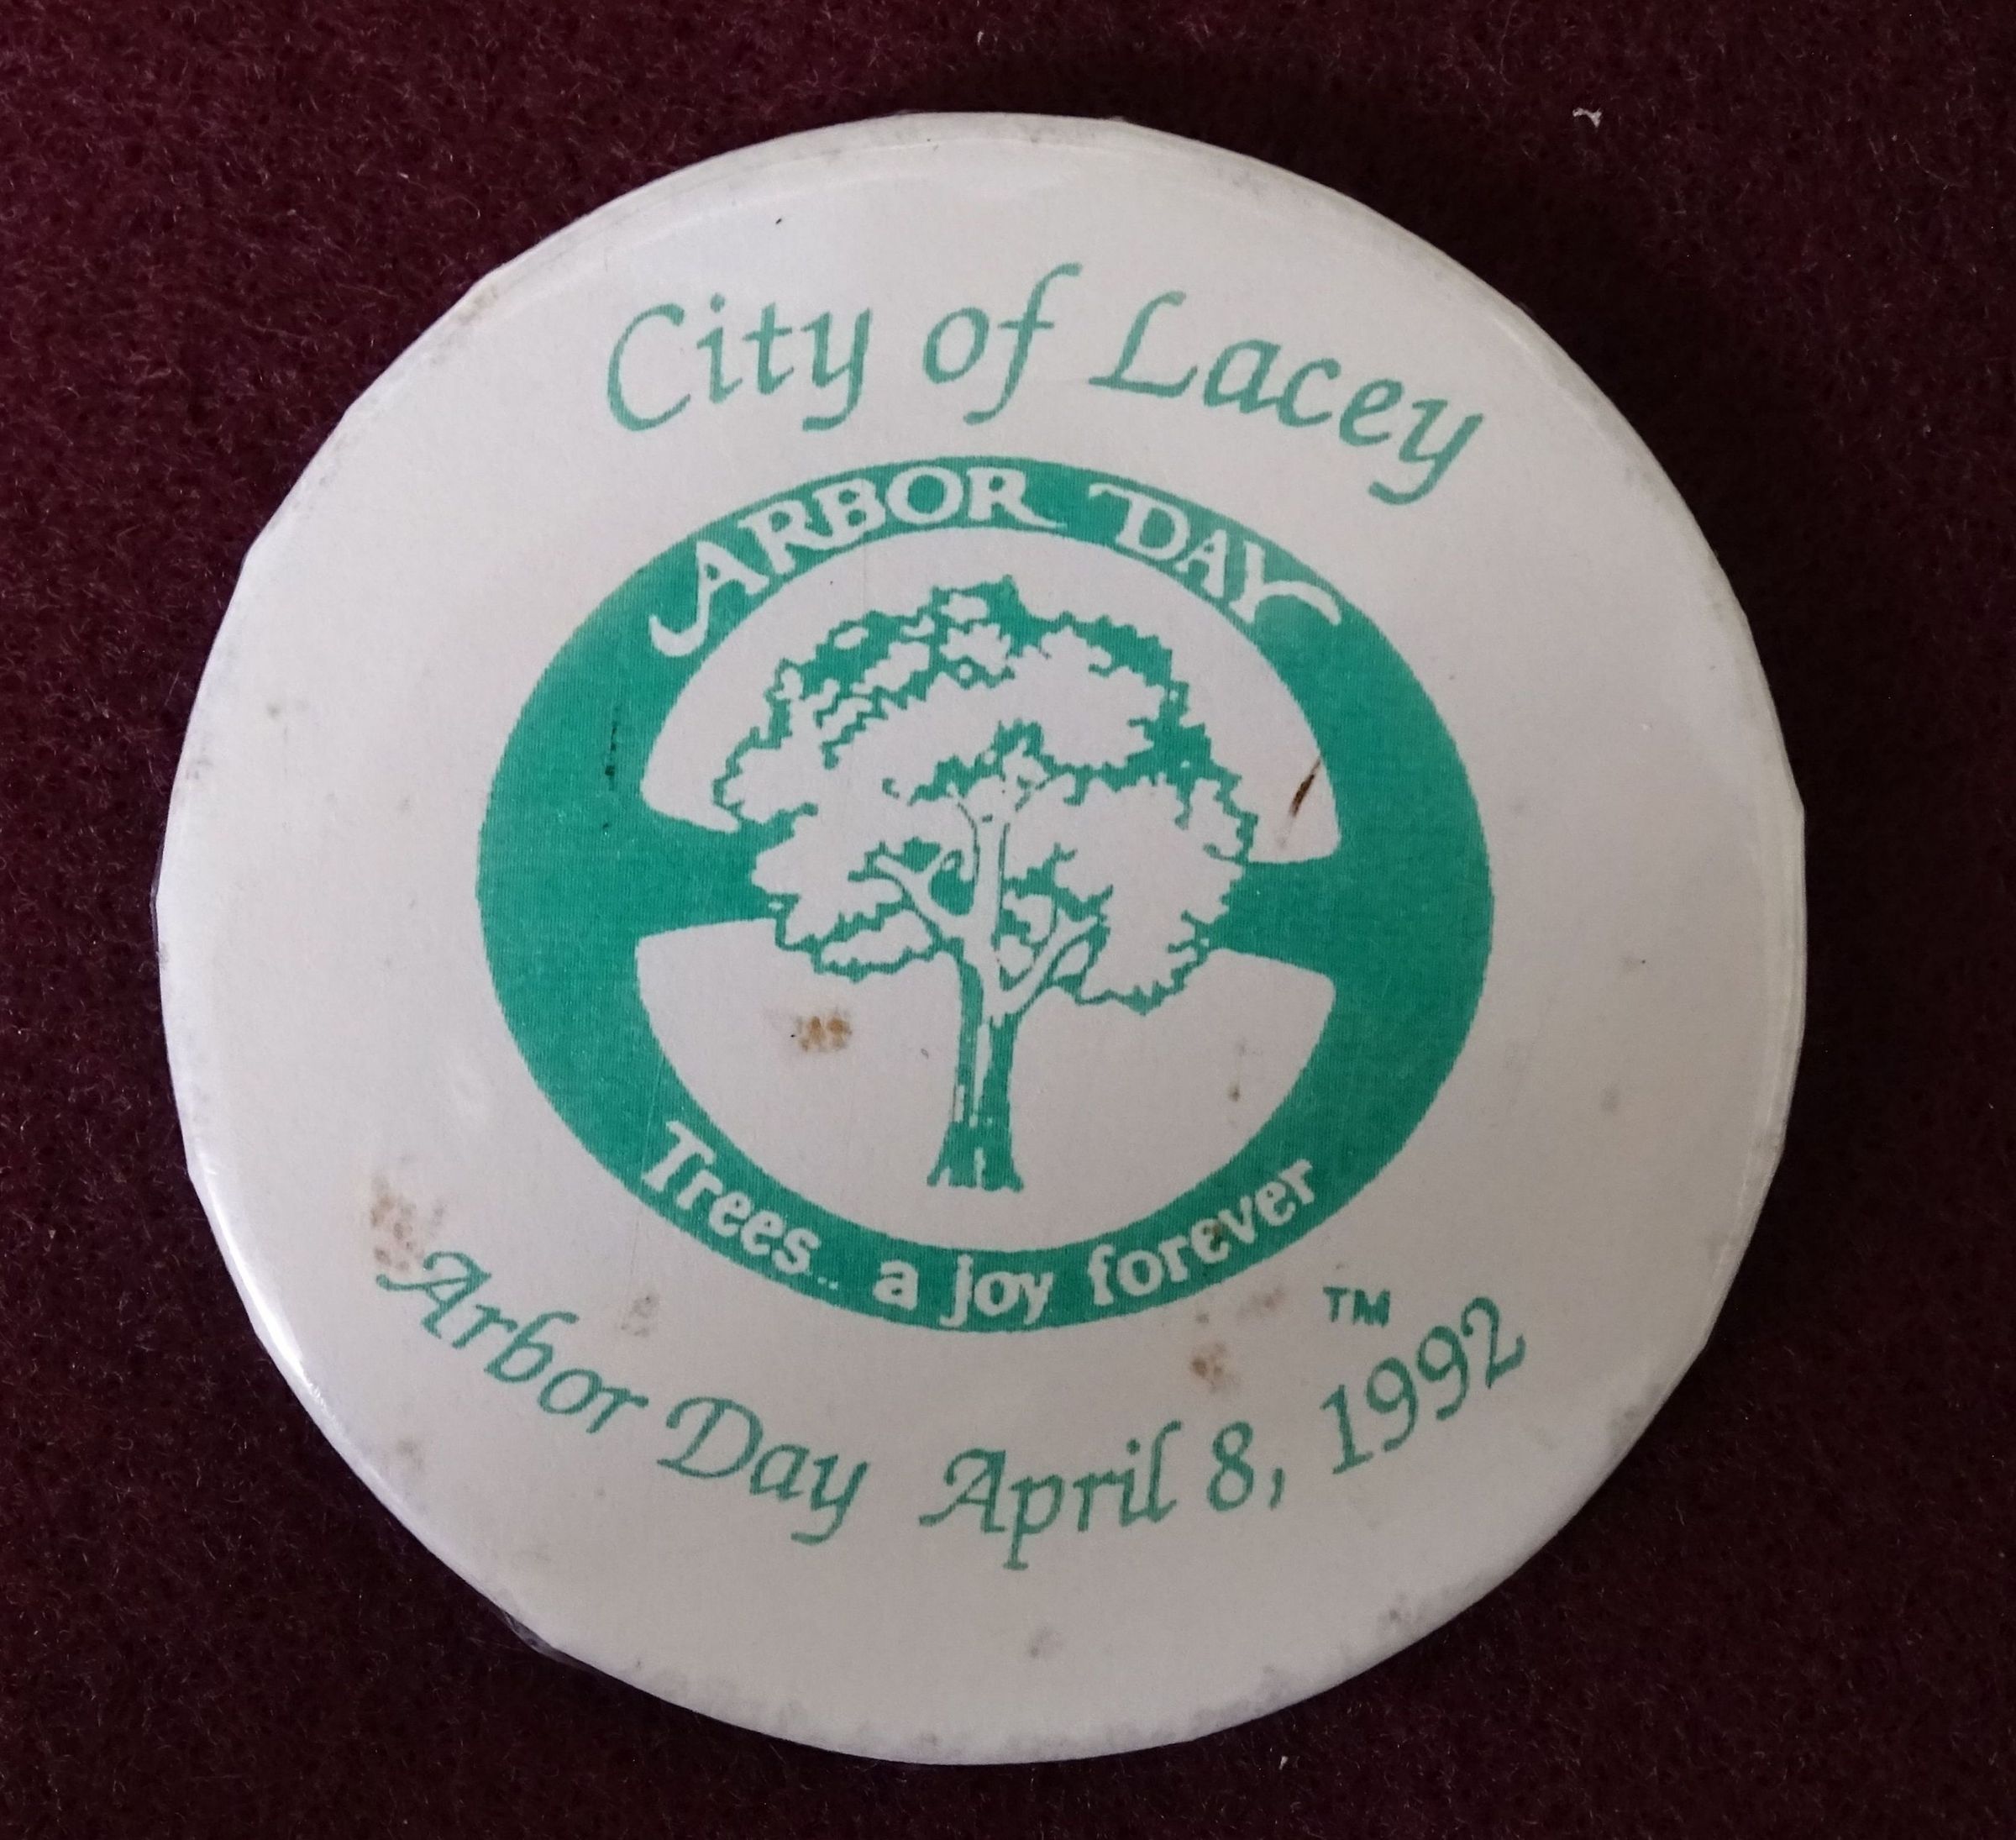 City of Lacey
ARBOR DAY
Trees.. a joy forever
TM
Arbor Day April 8, 1992